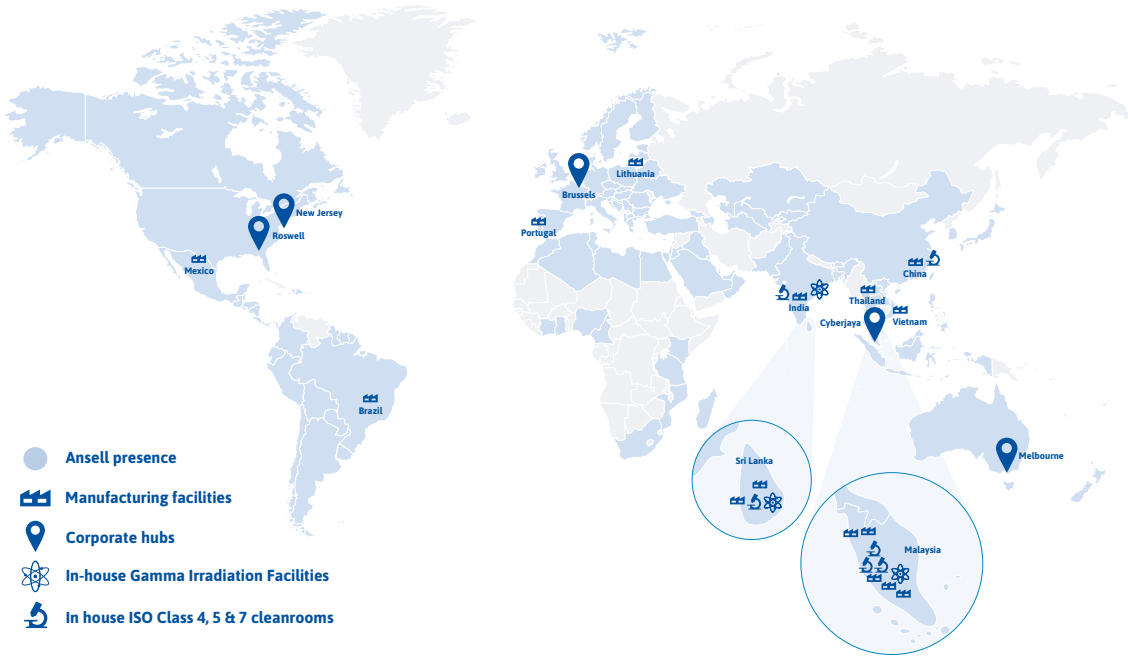 Brussels
Lithuania
New Jersey
Roswell
Portugal
Mexico
China
India
Thailand
Cyberjaya
Vietnam
Brazil
Melbourne
Sri Lanka
Malaysia
Ansell presence
Manufacturing facilities
Corporate hubs
In-house Gamma Irradiation Facilities
In house ISO Class 4, 5 & 7 cleanrooms